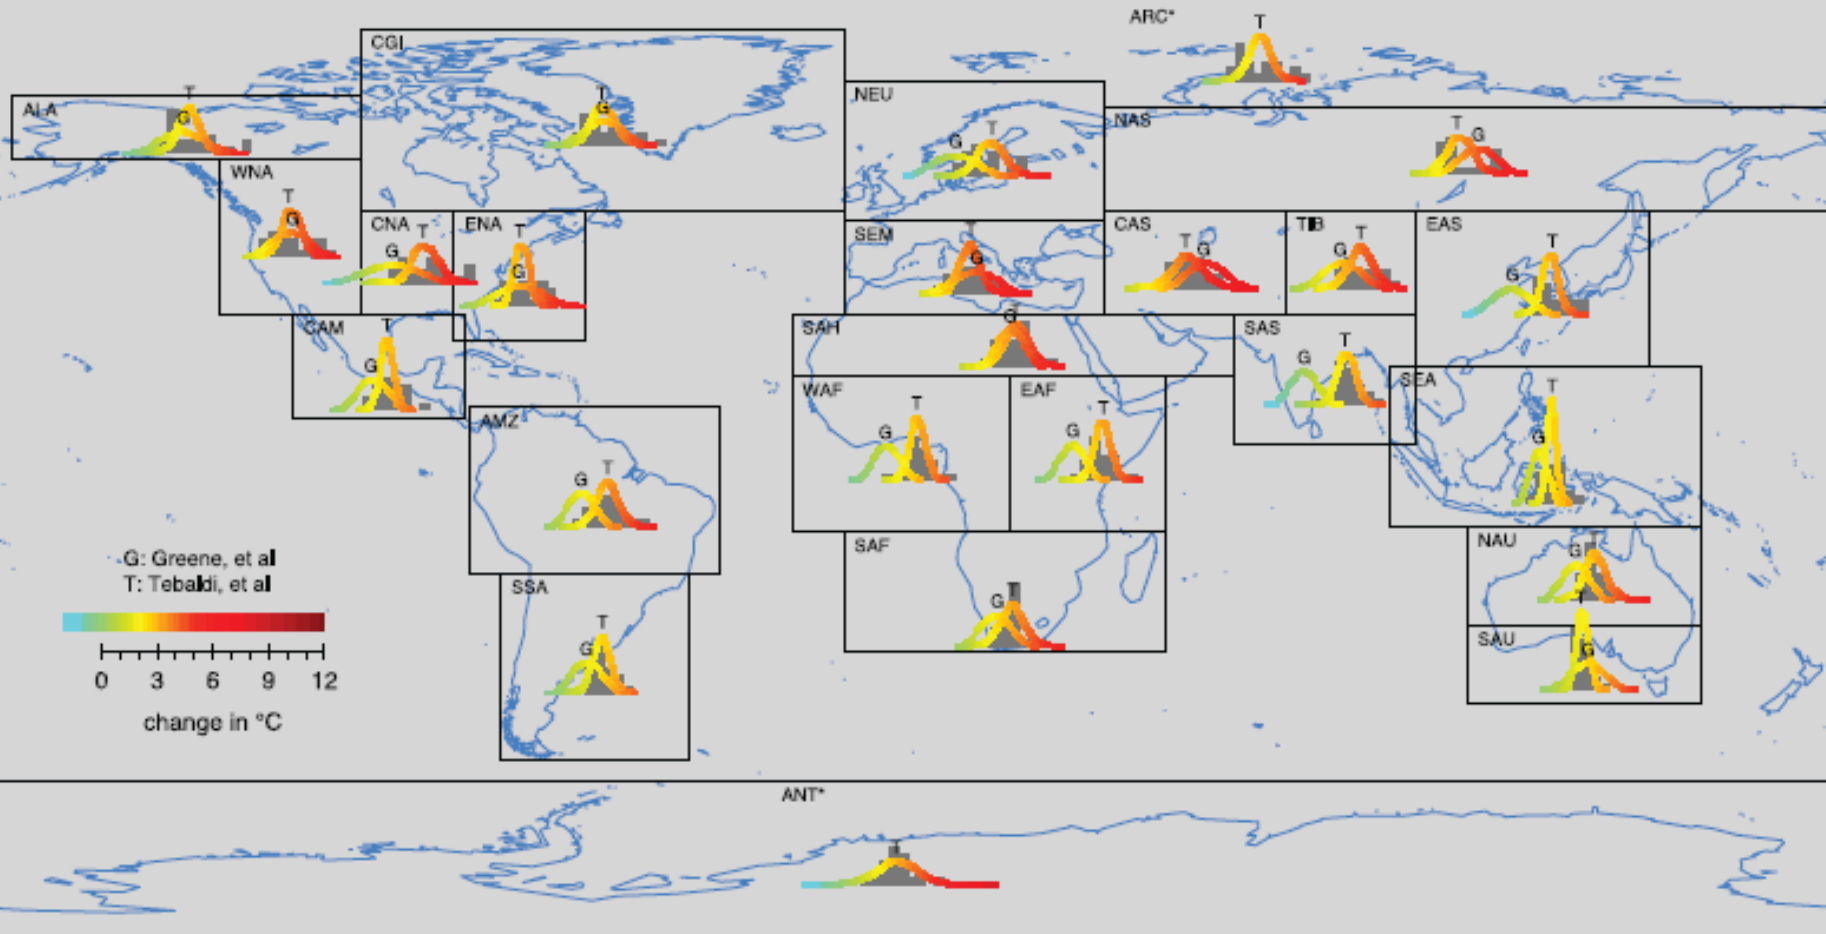 ARC*
T
CGI
T
G
ALA
T
G
NEU
G
T
NAS
T
G
WNA
T
G
CNA
G
T
ENA
T
G
SEM
T
G
CAS
T
G
TIB
G
T
EAS
G
T
CAM
G
T
SAH
G
T
SAS
G
T
WAF
G
T
EAF
G
T
SEA
G
T
AMZ
G
T
SAF
G
T
NAU
G
T
SSA
G
T
SAU
T
G
G: Greene, et al
T: Tebaldi, et al
0 3 6 9 12
change in °C
ANT*
T